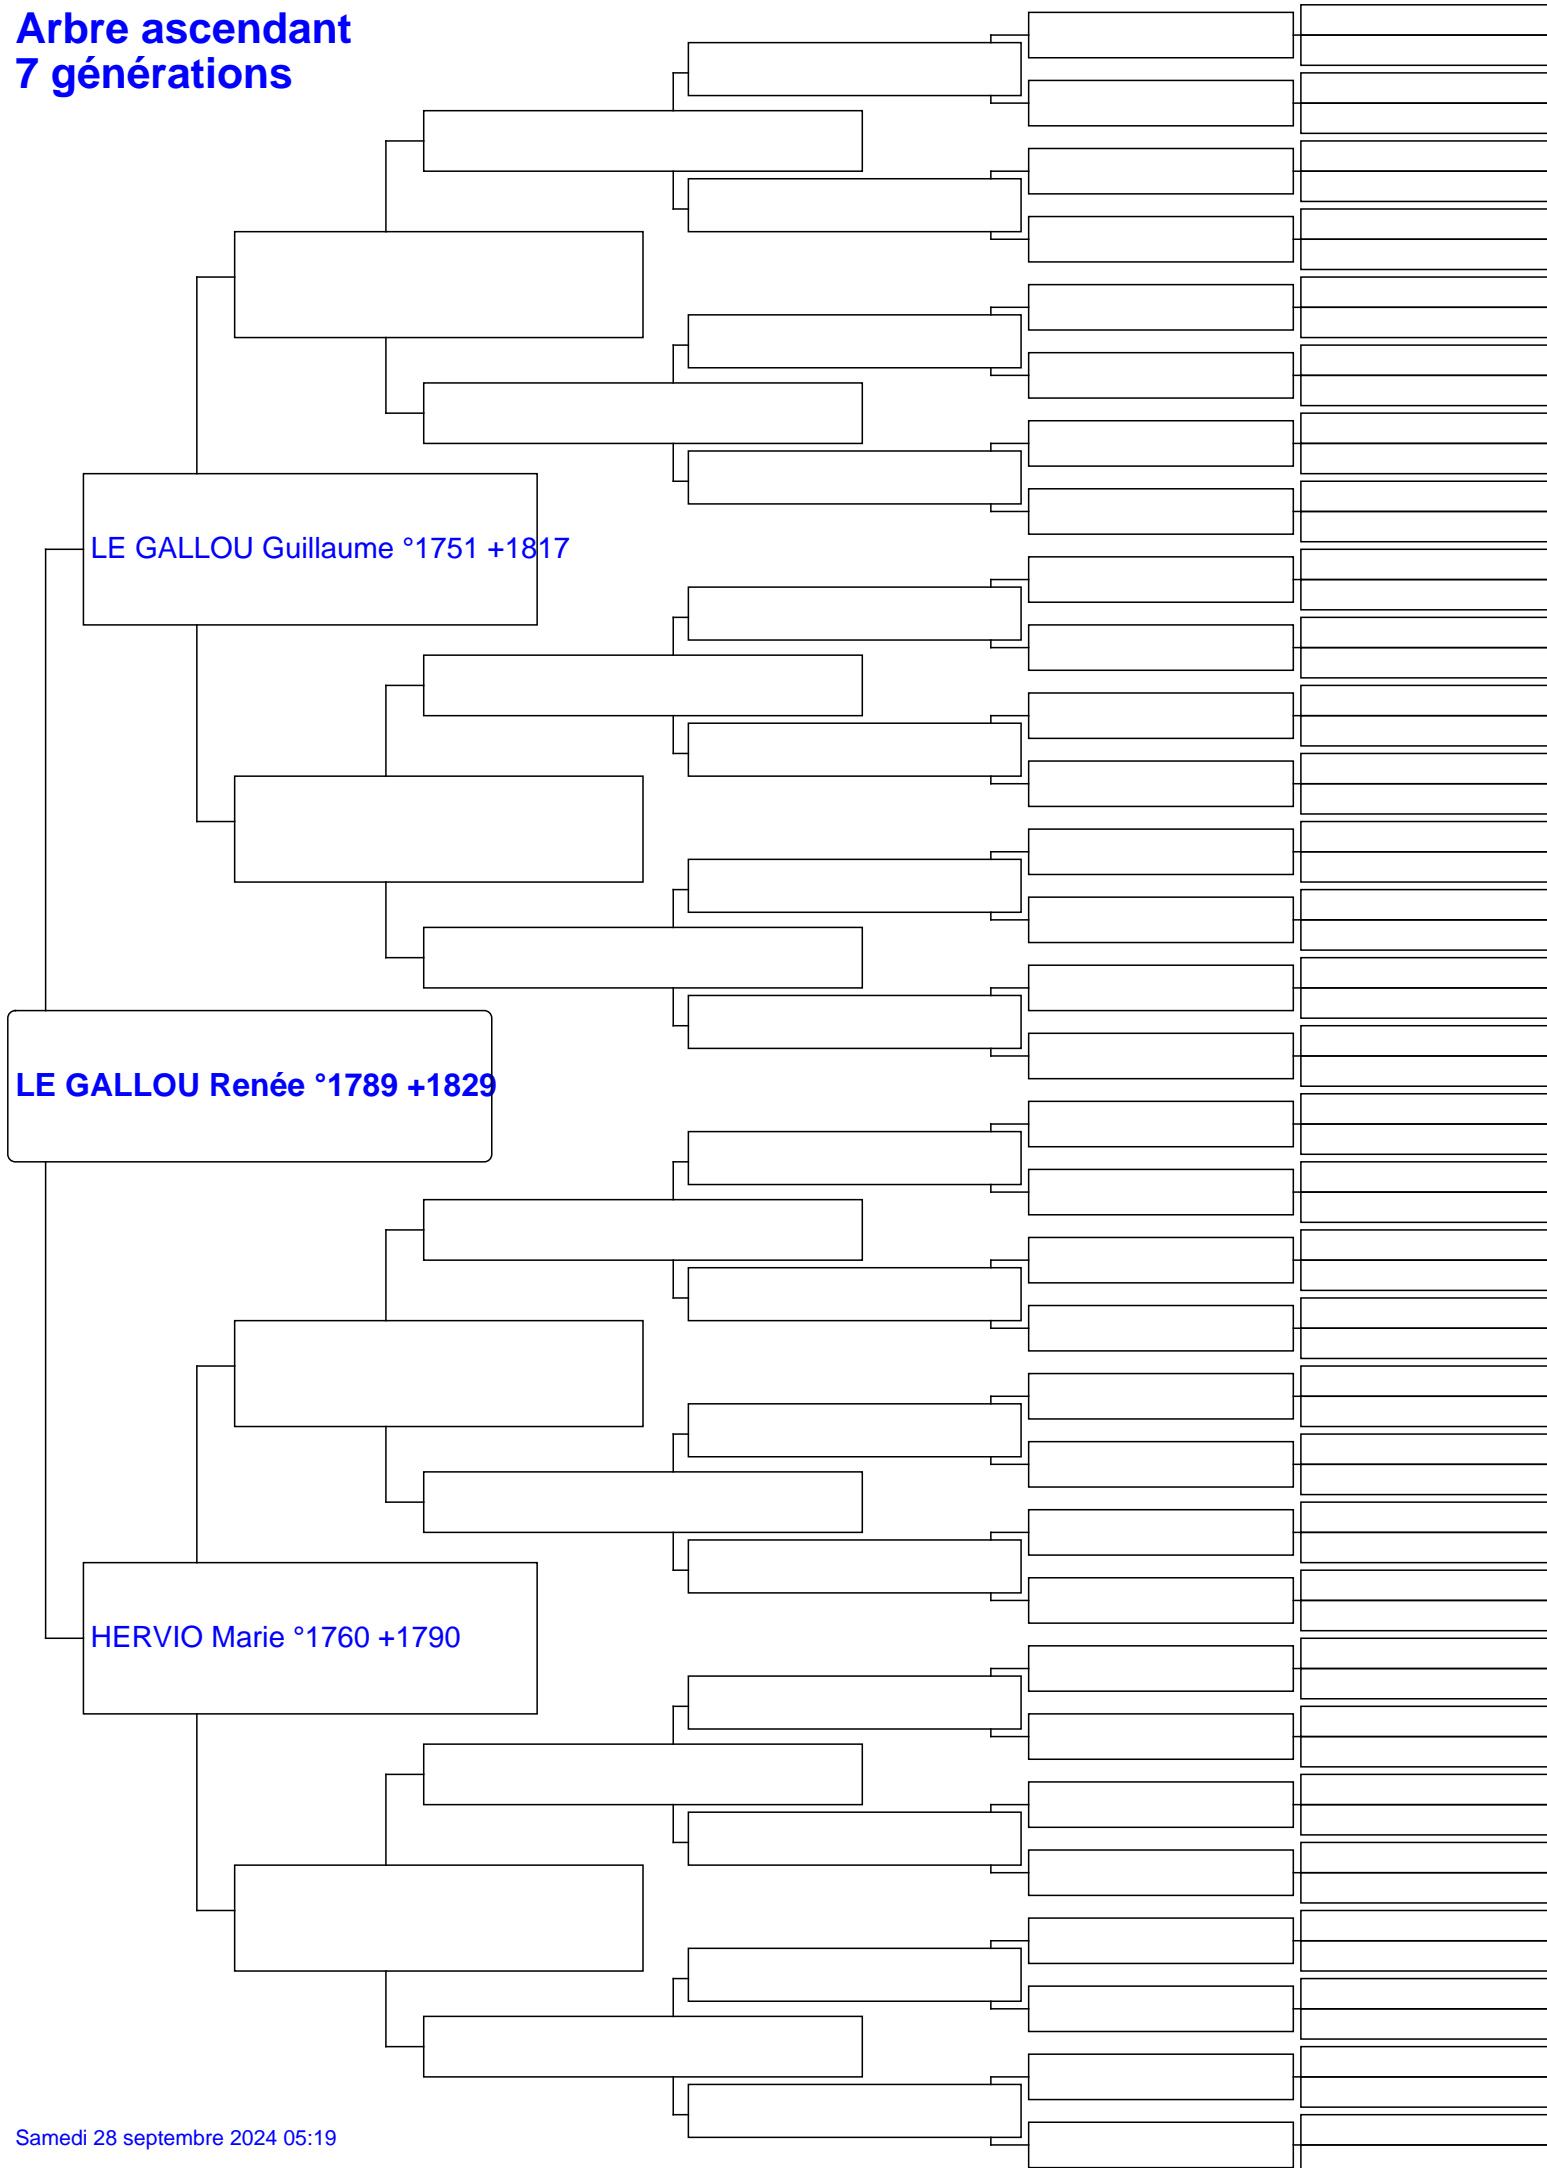 Arbre ascendant
7 générations
LE GALLOU Guillaume °1751 +1817
LE GALLOU Renée °1789 +1829
HERVIO Marie °1760 +1790
Samedi 28 septembre 2024 05:19